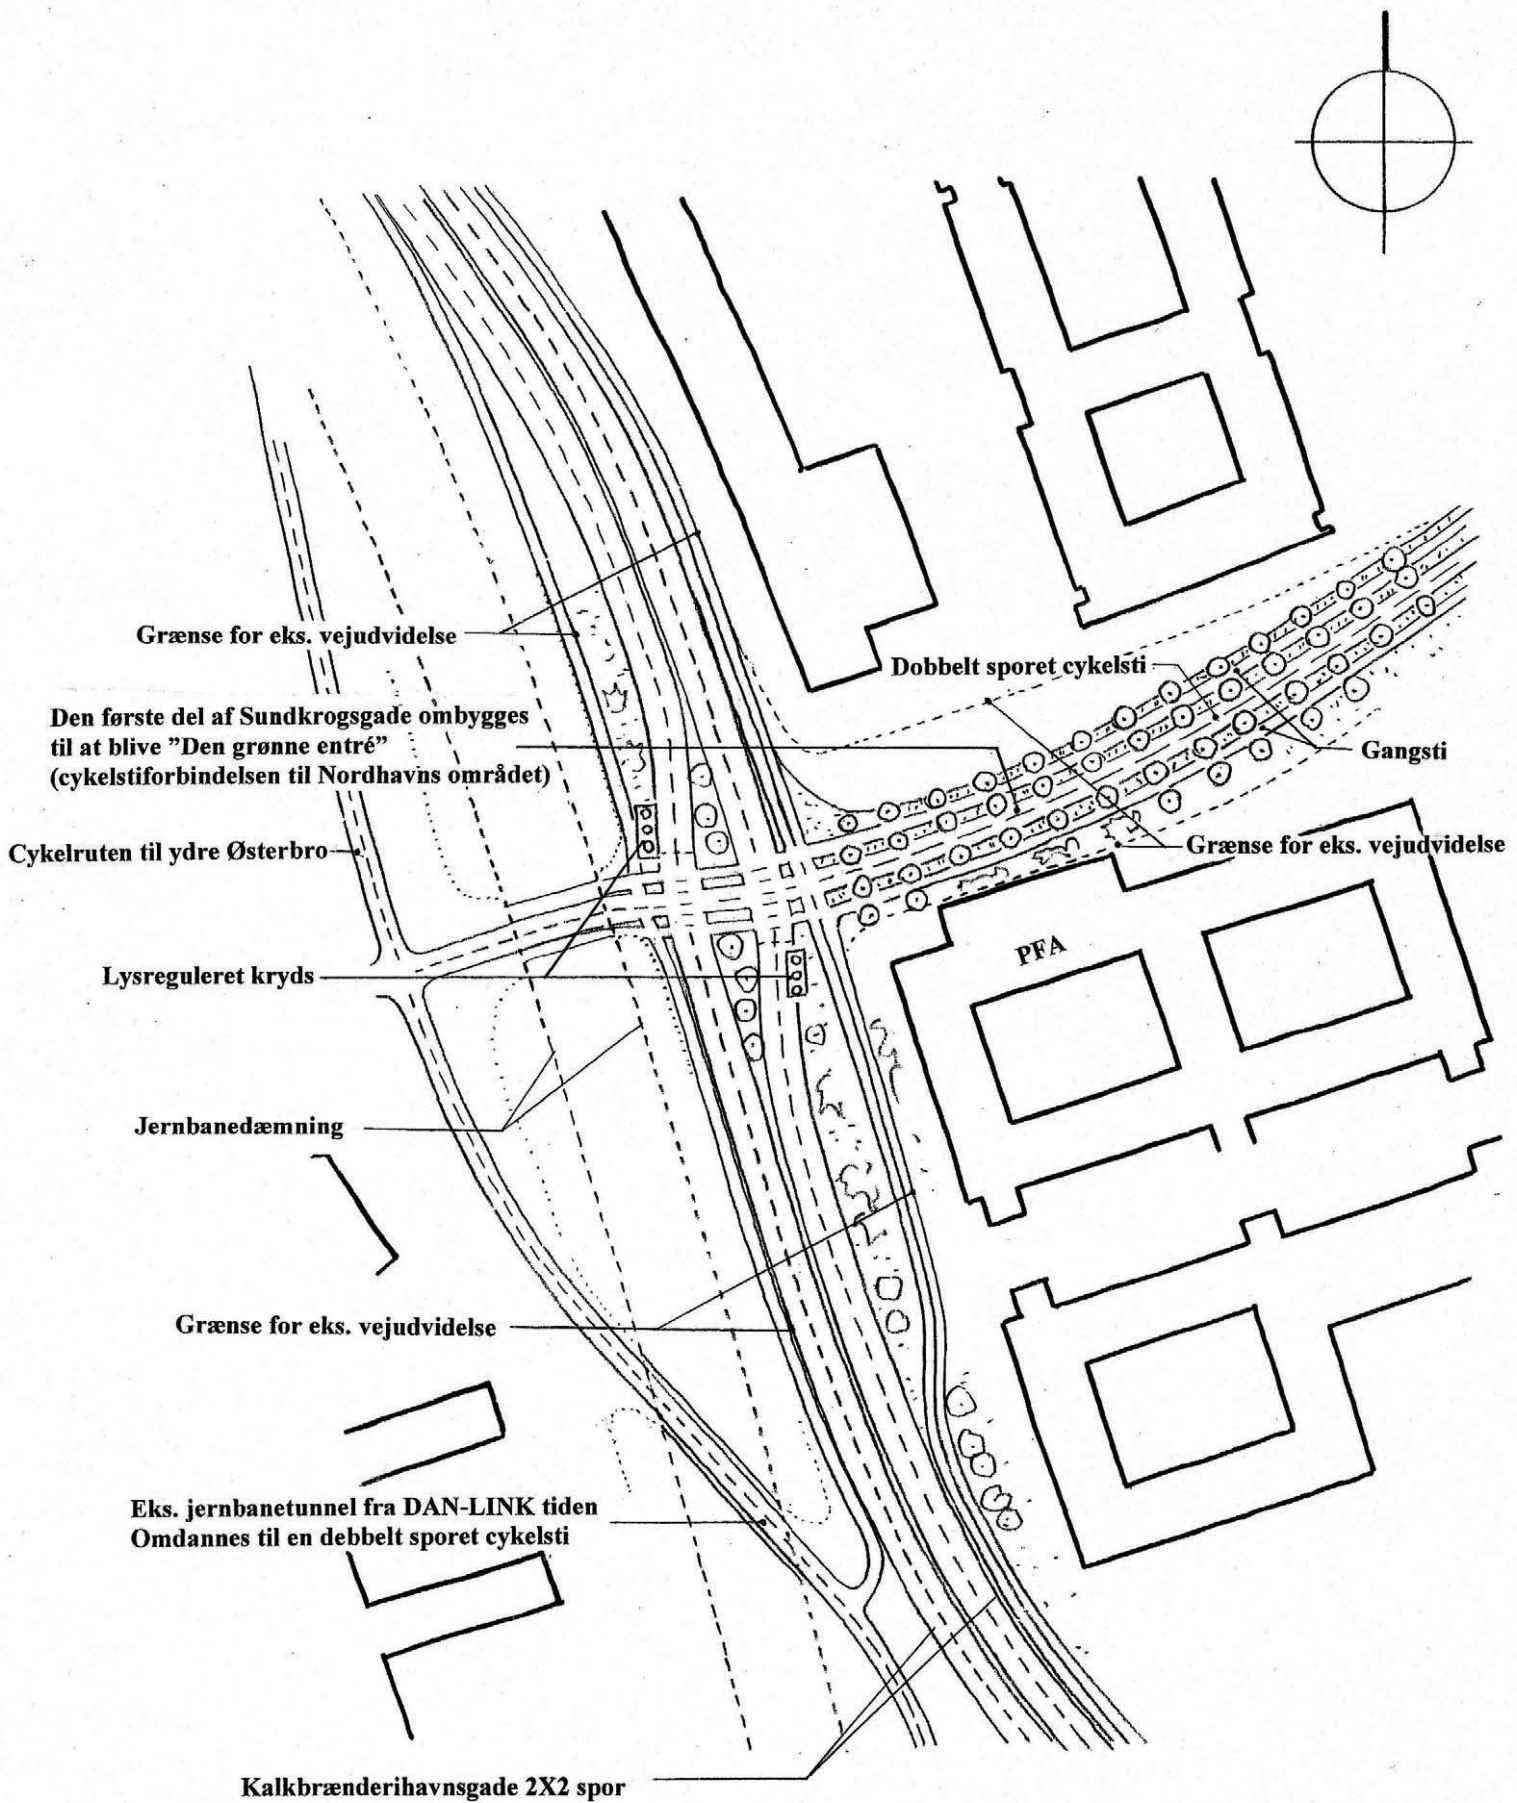 Grænse for eks. vejudvidelse
Dobbelt sporet cykelsti
Den første del af Sundkrogsgade ombygges
til at blive ”Den grønne entré”
(cykelstiforbindelsen til Nordhavns området)
Gangsti
Cykelruten til ydre Østerbro
Grænse for eks. vejudvidelse
PFA
Lysreguleret kryds
Jernbanedæmning
Grænse for eks. vejudvidelse
Eks. jernbanetunnel fra DAN-LINK tiden
Omdannes til en debbelt sporet cykelsti
Kalkbrænderihavnsgade 2X2 spor